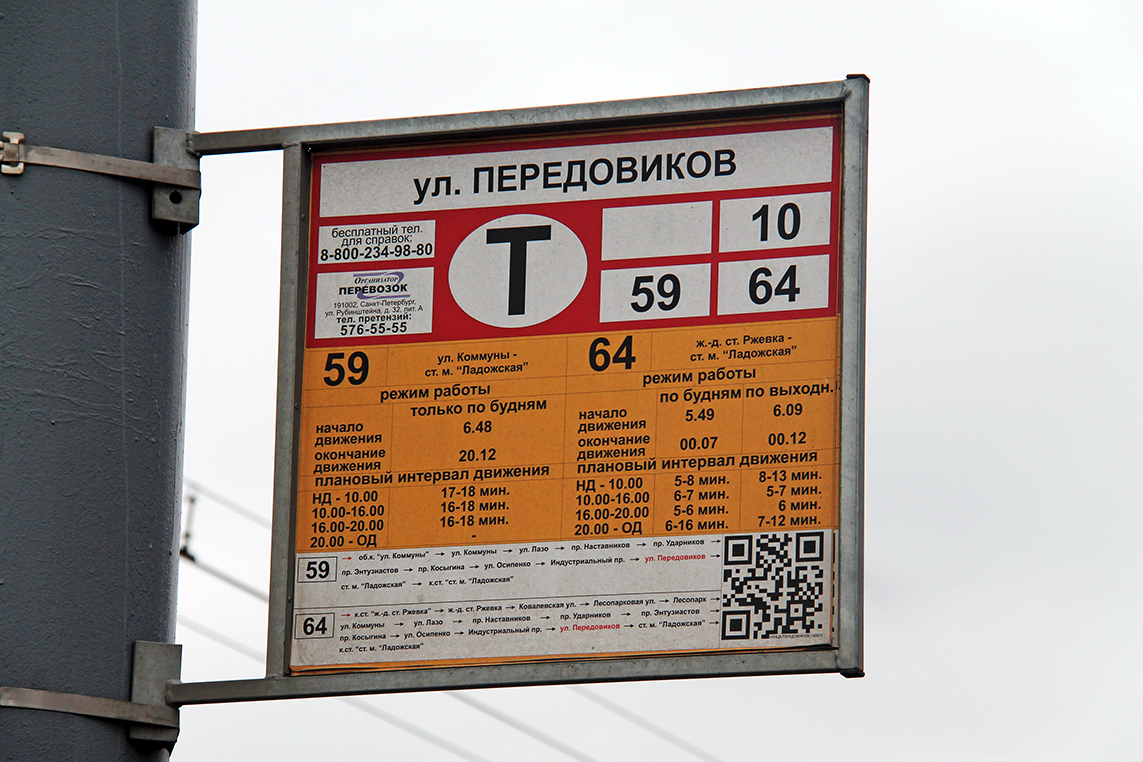 ул. ПЕРЕДОВИКОВ
бесплатный тел.
для справок:
8-800-234-98-80
ОРГАНИЗАТОР
ПЕРЕВОЗОК
191002, Санкт-Петербург,
ул. Рубинштейна, д. 32, лит. А
тел. претензий:
576-55-55
Т
10
59 64
59 ул. Коммуны -
ст. м. "Ладожская"
режим работы
только по будням
начало
движения 6.48
окончание
движения 20.12
плановый интервал движения
НД - 10.00 17-18 мин.
10.00-16.00 16-18 мин.
16.00-20.00 16-18 мин.
20.00 - ОД -
64 ж.-д. ст. Ржевка -
ст. м. "Ладожская"
режим работы
по будням по выходн.
начало
движения 5.49 6.09
окончание
движения 00.07 00.12
плановый интервал движения
НД - 10.00 5-8 мин. 8-13 мин.
10.00-16.00 6-7 мин. 5-7 мин.
16.00-20.00 5-6 мин. 6 мин.
20.00 - ОД 6-16 мин. 7-12 мин.
59
→ об.к. "ул. Коммуны" → ул. Коммуны → ул. Лазо → пр. Наставников → пр. Ударников →
пр. Энтузиастов → пр. Косыгина → ул. Осипенко → Индустриальный пр. → ул. Передовиков →
ст. м. "Ладожская" → к.ст. "ст. м. "Ладожская"
64
→ к.ст. "ж.-д. ст. Ржевка" → ж.-д. ст. Ржевка → Ковалевская ул. → Лесопарковая ул. → Лесопарк →
ул. Коммуны → ул. Лазо → пр. Наставников → пр. Ударников → пр. Энтузиастов →
пр. Косыгина → ул. Осипенко → Индустриальный пр. → ул. Передовиков → ст. м. "Ладожская" →
к.ст. "ст. м. "Ладожская"